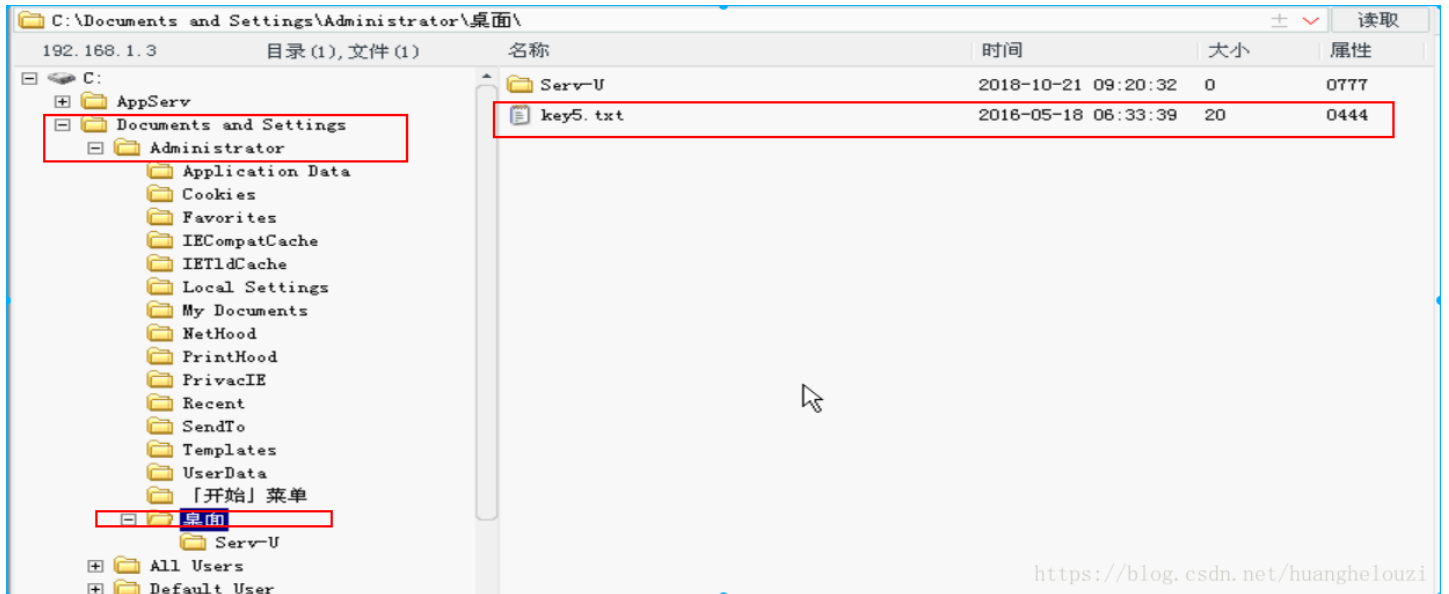 C:\Documents and Settings\Administrator\桌面\ 读取
192.168.1.3 目录(1),文件(1) 名称 时间 大小 属性
C:
AppServ
Documents and Settings
Administrator
Application Data
Cookies
Favorites
IECompatCache
IETldCache
Local Settings
My Documents
NetHood
PrintHood
PrivacIE
Recent
SendTo
Templates
UserData
「开始」菜单
桌面
Serv-U
All Users
Default User
Serv-U 2018-10-21 09:20:32 0 0777
key5.txt 2016-05-18 06:33:39 20 0444
https://blog.csdn.net/huanghelouzi